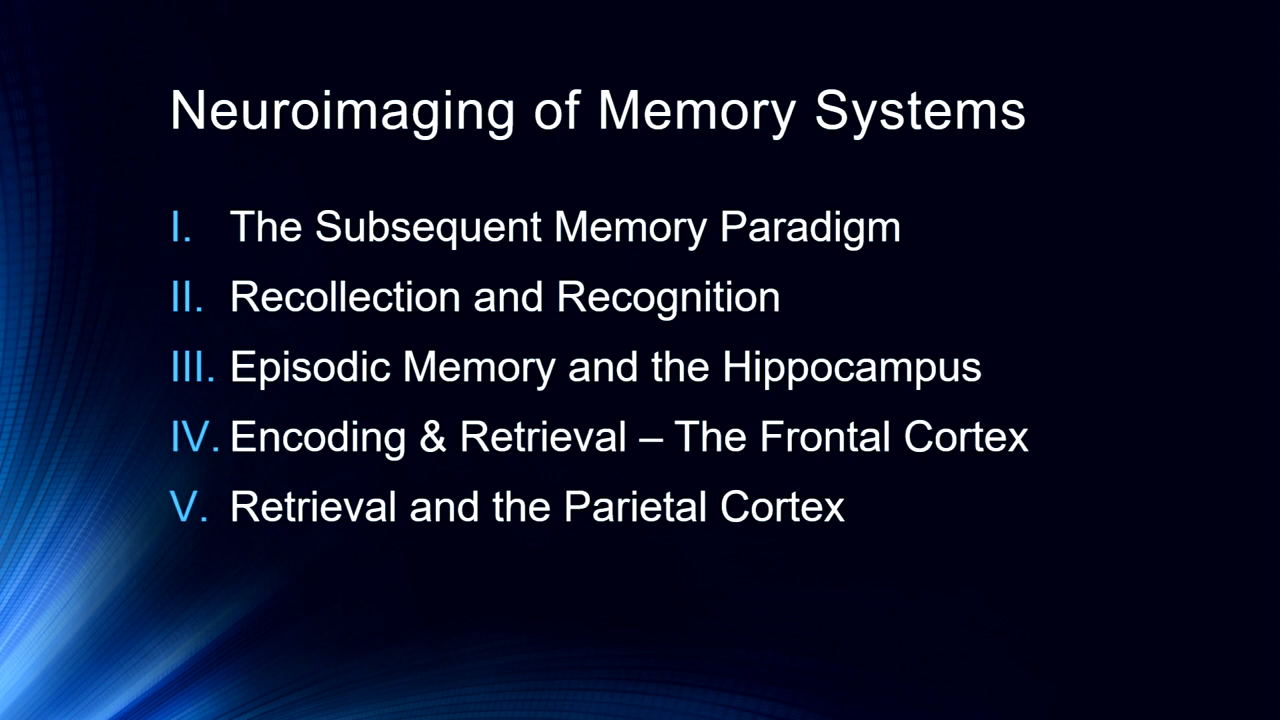 Neuroimaging of Memory Systems
I. The Subsequent Memory Paradigm
II. Recollection and Recognition
III. Episodic Memory and the Hippocampus
IV. Encoding & Retrieval – The Frontal Cortex
V. Retrieval and the Parietal Cortex